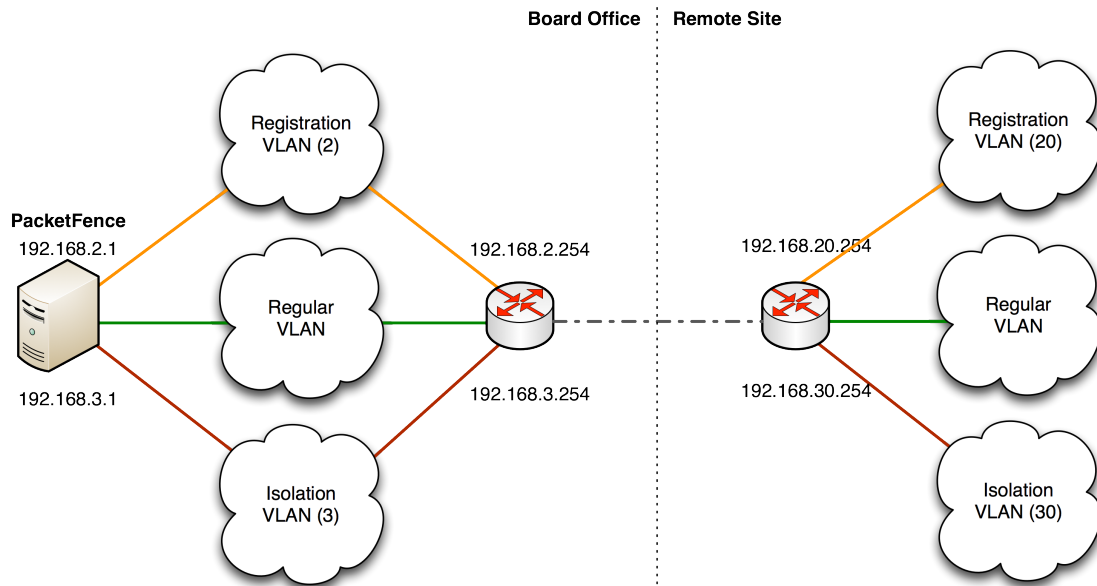 Board Office
Remote Site
Registration
VLAN (2)
Registration
VLAN (20)
PacketFence
192.168.2.1
192.168.2.254
192.168.20.254
Regular
VLAN
Regular
VLAN
192.168.3.1
192.168.3.254
192.168.30.254
Isolation
VLAN (3)
Isolation
VLAN (30)